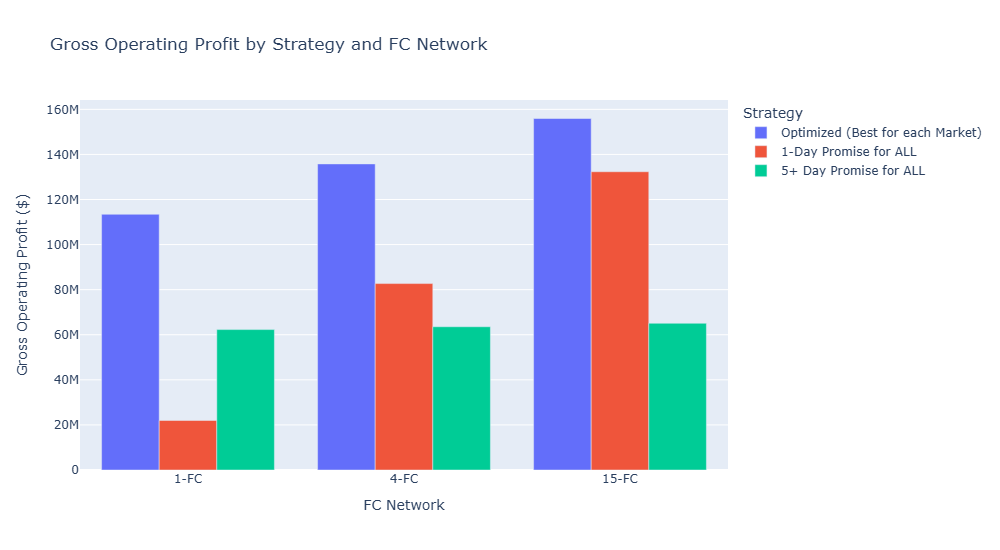 Gross Operating Profit by Strategy and FC Network
Strategy
Optimized (Best for each Market)
1-Day Promise for ALL
5+ Day Promise for ALL
Gross Operating Profit ($)
160M
140M
120M
100M
80M
60M
40M
20M
0
1-FC
4-FC
15-FC
FC Network